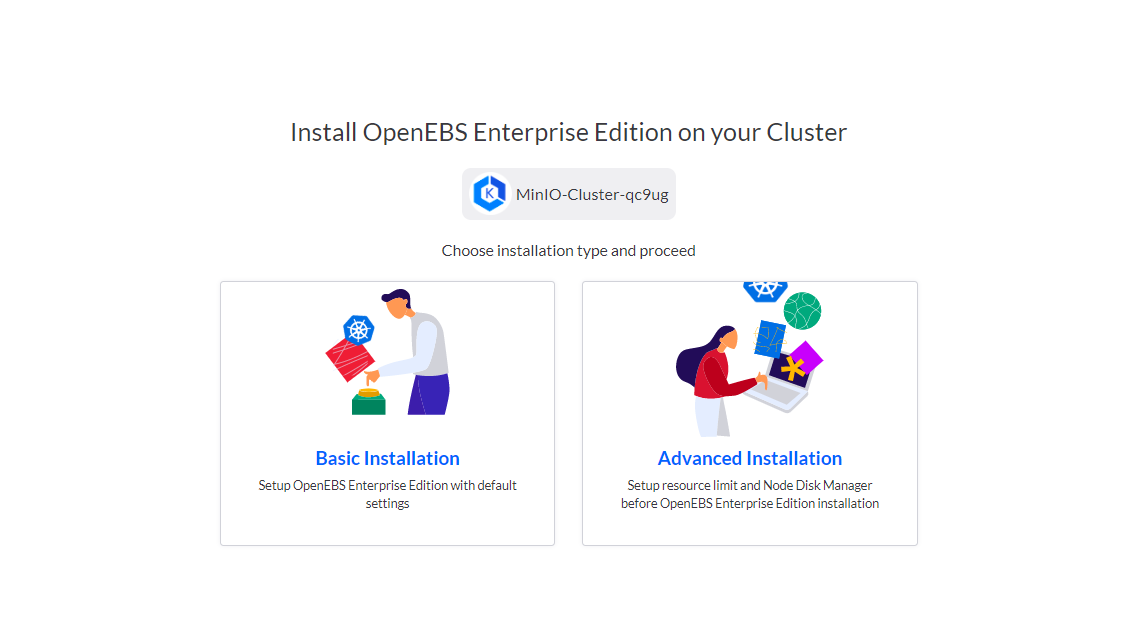 Install OpenEBS Enterprise Edition on your Cluster
K
MinIO-Cluster-qc9ug
Choose installation type and proceed
Basic Installation
Setup OpenEBS Enterprise Edition with default
settings
Advanced Installation
Setup resource limit and Node Disk Manager
before OpenEBS Enterprise Edition installation